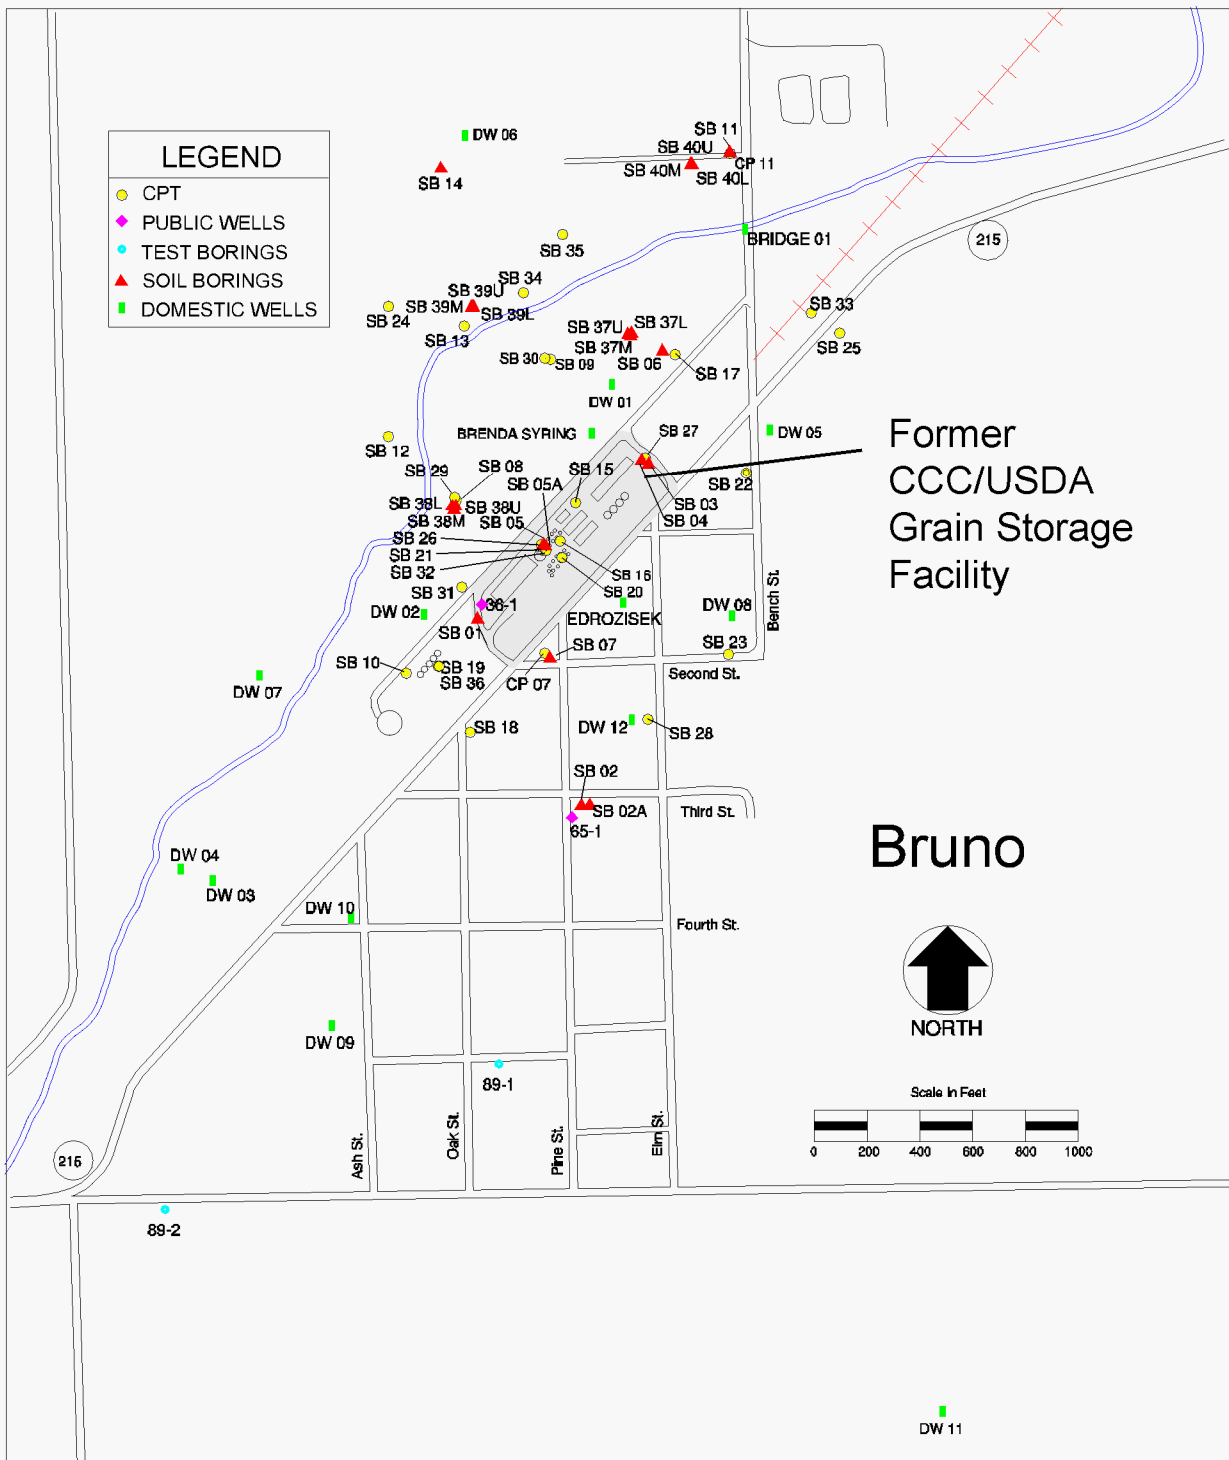 SB 11
SB 40U
CP 11
SB 40M
SB 40L
DW 06
SB 14
LEGEND
CPT
PUBLIC WELLS
TEST BORINGS
SOIL BORINGS
DOMESTIC WELLS
SB 35
BRIDGE 01
215
SB 34
SB 39U
SB 39M
SB 39L
SB 24
SB 13
SB 33
SB 25
SB 37U
SB 37L
SB 37M
SB 30
SB 09
SB 06
SB 17
DW 01
BRENDA SYRING
SB 27
DW 05
SB 12
Former
CCC/USDA
Grain Storage
Facility
SB 29
SB 08
SB 15
SB 22
SB 05A
SB 38L
SB 38U
SB 03
SB 38M
SB 05
SB 04
SB 26
SB 21
SB 32
SB 16
SB 20
SB 31
36-1
DW 02
EDROZISEK
DW 08
Bench St.
SB 01
SB 07
SB 23
SB 10
SB 19
SB 36
CP 07
Second St.
DW 07
SB 18
DW 12
SB 28
SB 02
SB 02A
Third St.
65-1
Bruno
DW 04
DW 03
DW 10
Fourth St.
NORTH
DW 09
89-1
Scale In Feet
0 200 400 600 800 1000
Ash St.
Oak St.
Pine St.
Elm St.
215
89-2
DW 11